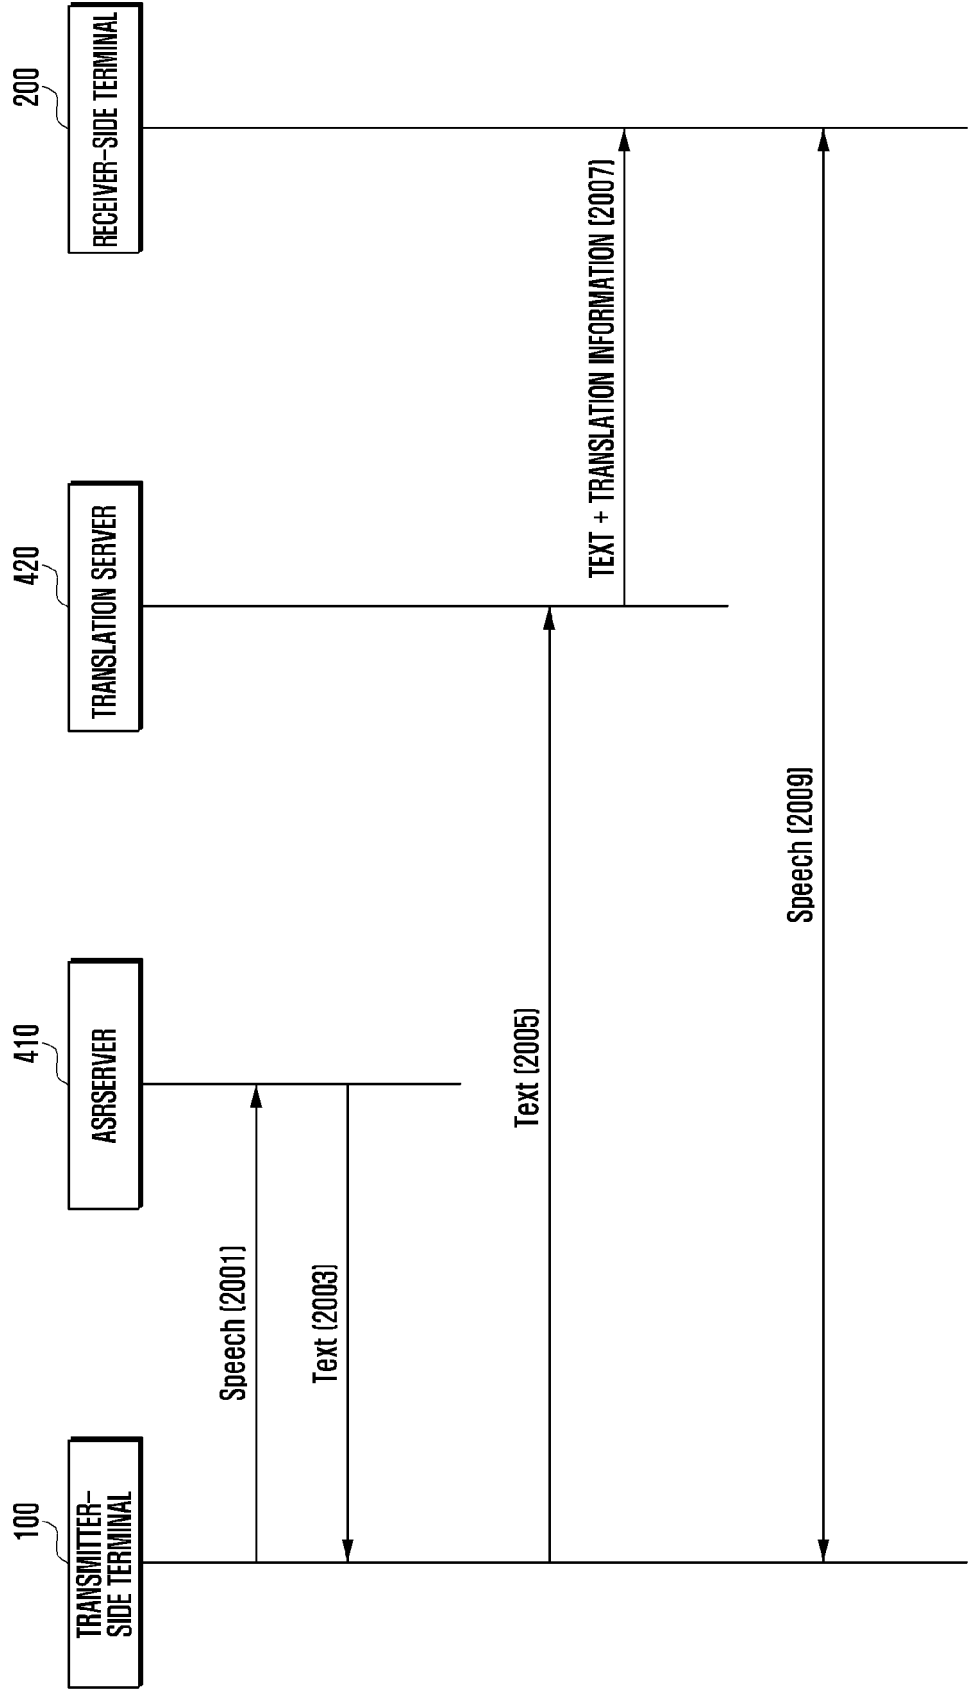 100
410
420
200
TRANSMITTER-
SIDE TERMINAL
ASRSERVER
TRANSLATION SERVER
RECEIVER-SIDE TERMINAL
Speech (2001)
Text (2003)
Text (2005)
TEXT + TRANSLATION INFORMATION (2007)
Speech (2009)